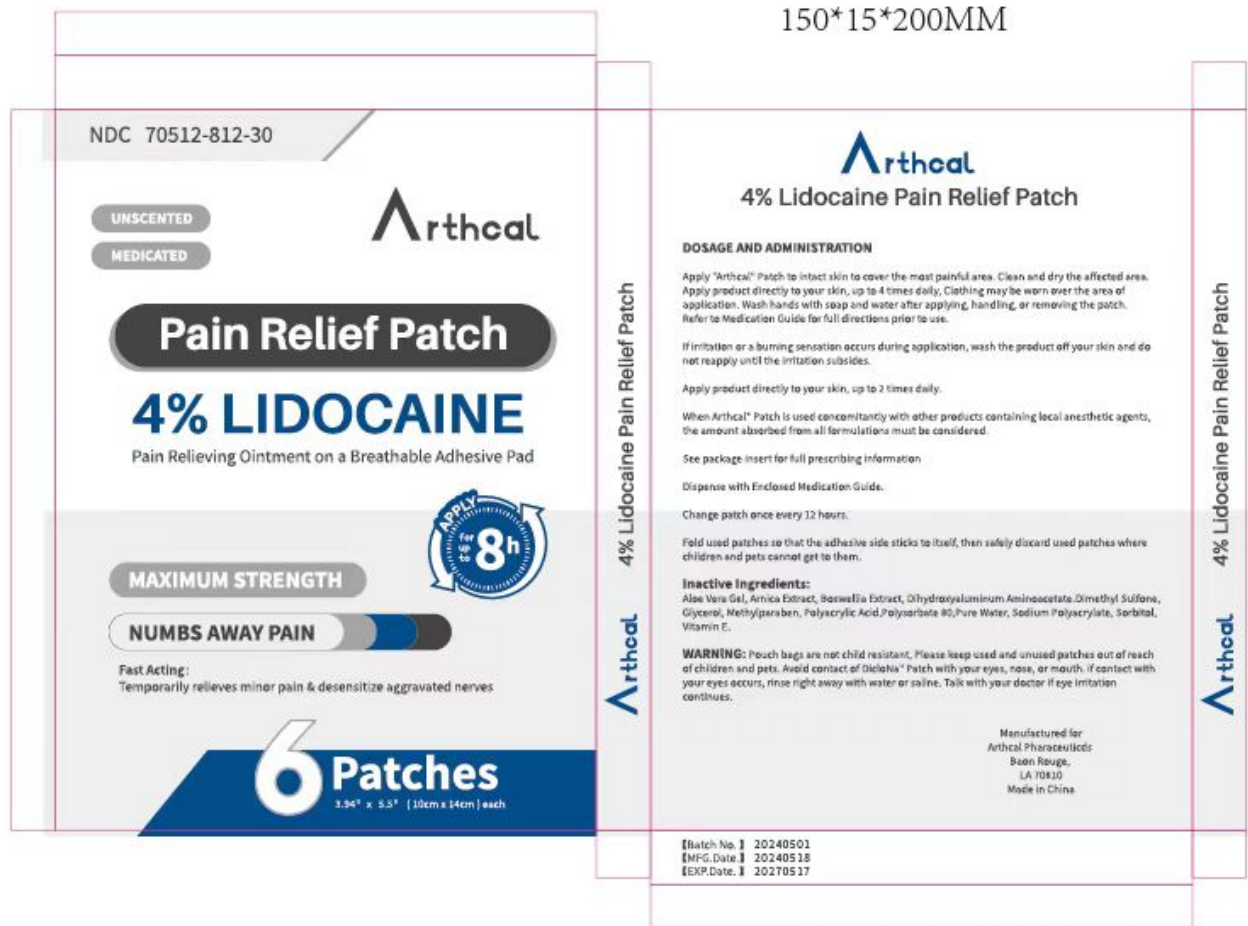 150*15*200MM
NDC 70512-812-30
UNSCENTED
MEDICATED
Arthcal
Pain Relief Patch
4% LIDOCAINE
Pain Relieving Ointment on a Breathable Adhesive Pad
APPLY
for up to 8h
MAXIMUM STRENGTH
NUMBS AWAY PAIN
Fast Acting:
Temporarily relieves minor pain & desensitize aggravated nerves
6 Patches
3.94" x 5.5" (10cm x 14cm) each
4% Lidocaine Pain Relief Patch
Arthcal
Arthcal
4% Lidocaine Pain Relief Patch
DOSAGE AND ADMINISTRATION
Apply "Arthcal" Patch to intact skin to cover the most painful area. Clean and dry the affected area.
Apply product directly to your skin, up to 4 times daily, Clothing may be worn over the area of
application. Wash hands with soap and water after applying, handling, or removing the patch.
Refer to Medication Guide for full directions prior to use.
If irritation or a burning sensation occurs during application, wash the product off your skin and do
not reapply until the irritation subsides.
Apply product directly to your skin, up to 2 times daily.
When Arthcal" Patch is used concomitantly with other products containing local anesthetic agents,
the amount absorbed from all formulations must be considered.
See package insert for full prescribing information
Dispense with Enclosed Medication Guide.
Change patch once every 12 hours.
Fold used patches so that the adhesive side sticks to itself, then safely discard used patches where
children and pets cannot get to them.
Inactive Ingredients:
Aloe Vera Gel, Arnica Extract, Boswellia Extract, Dihydroxyaluminum Aminoacetate.Dimethyl Sulfone,
Glycerol, Methylparaben, Polyacrylic Acid,Polysorbate 80,Pure Water, Sodium Polyacrylate, Sorbitol,
Vitamin E.
WARNING: Pouch bags are not child resistant, Please keep used and unused patches out of reach
of children and pets. Avoid contact of DicloNa" Patch with your eyes, nose, or mouth. if contact with
your eyes occurs, rinse right away with water or saline. Talk with your doctor if eye irritation
continues.
Manufactured for
Arthcal Pharaceuticds
Baon Rouge,
LA 70810
Made in China
【Batch No.】 20240501
【MFG.Date.】 20240518
【EXP.Date.】 20270517
4% Lidocaine Pain Relief Patch
Arthcal